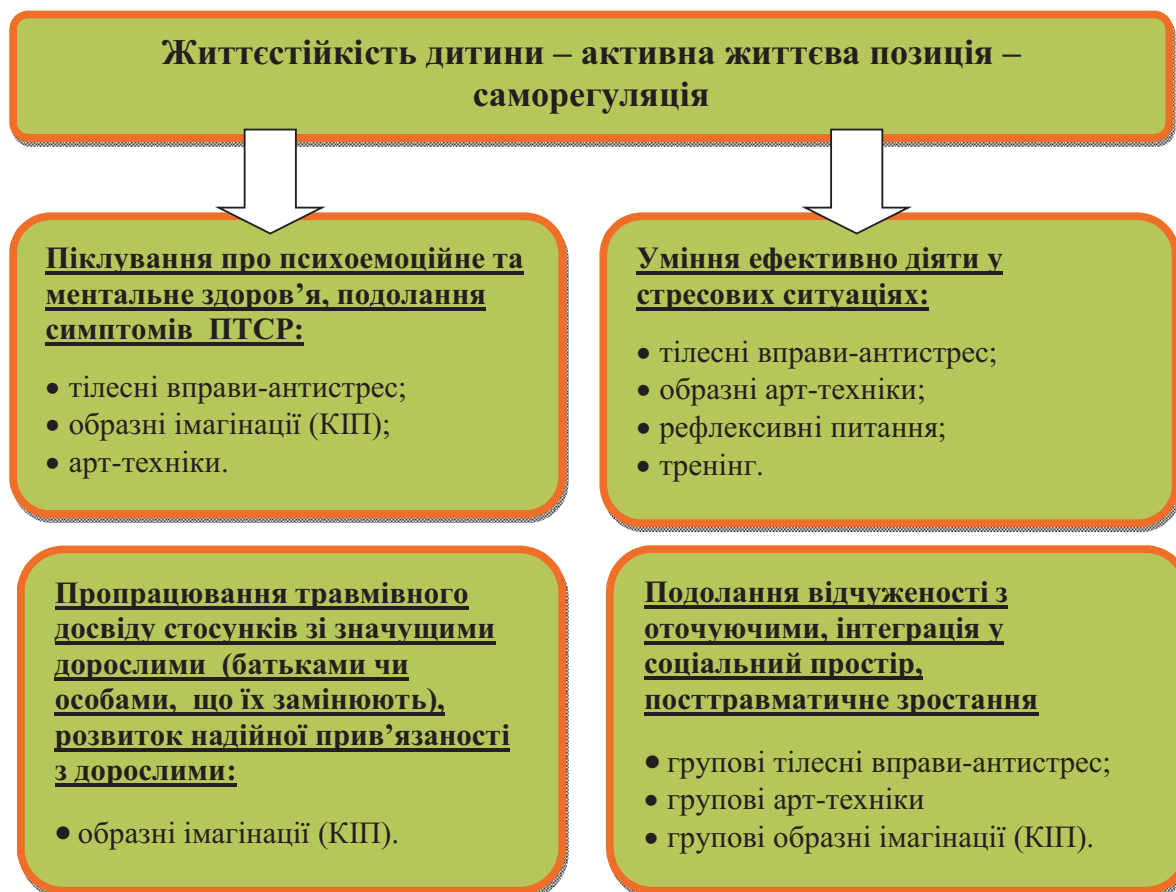 Життєстійкість дитини – активна життєва позиція –
саморегуляція
Піклування про психоемоційне та
ментальне здоров’я, подолання
симптомів ПТСР:
• тілесні вправи-антистрес;
• образні імагінації (КІП);
• арт-техніки.
Уміння ефективно діяти у
стресових ситуаціях:
• тілесні вправи-антистрес;
• образні арт-техніки;
• рефлексивні питання;
• тренінг.
Пропрацювання травмівного
досвіду стосунків зі значущими
дорослими (батьками чи
особами, що їх замінюють),
розвиток надійної прив’язаності
з дорослими:
• образні імагінації (КІП).
Подолання відчуженості з
оточуючими, інтеграція у
соціальний простір,
посттравматичне зростання
• групові тілесні вправи-антистрес;
• групові арт-техніки
• групові образні імагінації (КІП).